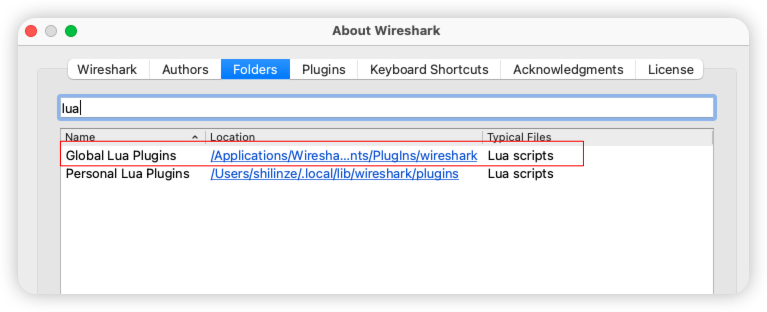 About Wireshark
Wireshark Authors Folders Plugins Keyboard Shortcuts Acknowledgments License
lua
Name Location Typical Files
Global Lua Plugins /Applications/Wiresha...nts/PlugIns/wireshark Lua scripts
Personal Lua Plugins /Users/shilinze/.local/lib/wireshark/plugins Lua scripts